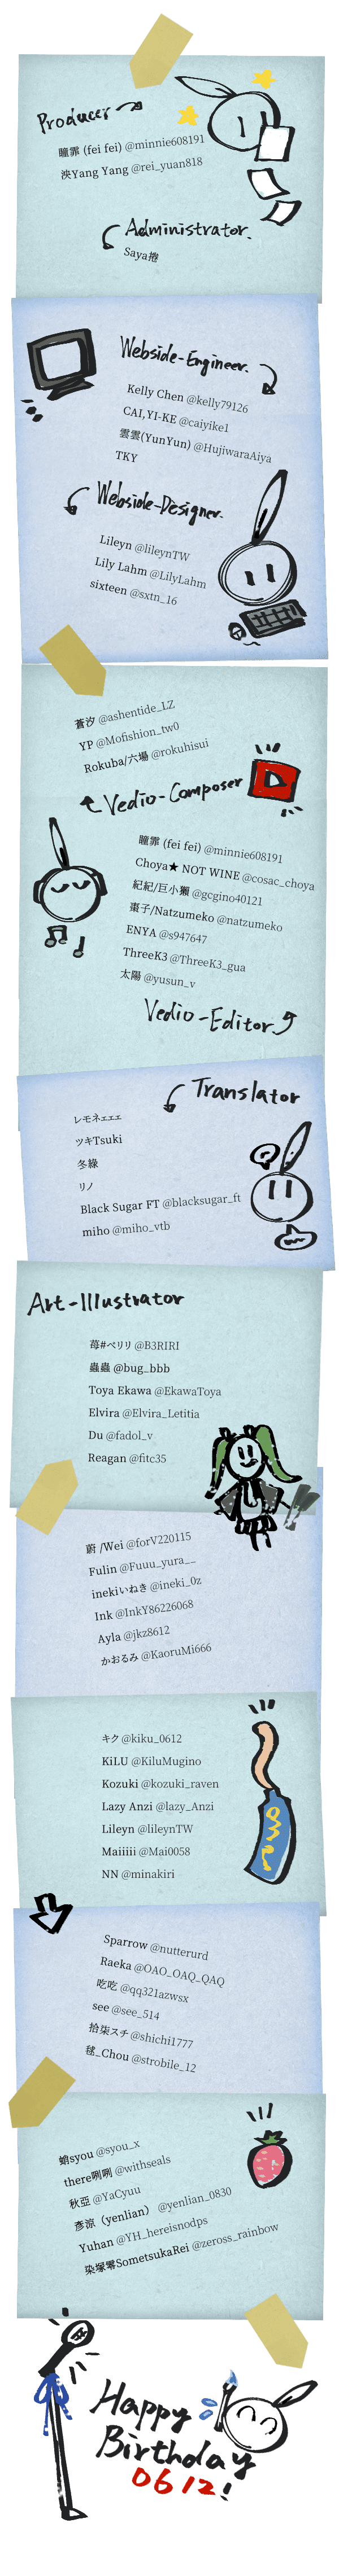 Producer
瞳霏 (fei fei) @minnie608191
泱Yang Yang @rei_yuan818
Administrator.
Saya捲
Webside-Engineer.
Kelly Chen @kelly79126
CAI,YI-KE @caiyike1
雲雲(YunYun) @HujiwaraAiya
TKY
Webside-Designer.
Lileyn @lileynTW
Lily Lahm @LilyLahm
sixteen @sxtn_16
蒼汐 @ashentide_LZ
YP @Mofishion_tw0
Rokuba/六場 @rokuhisui
Vedio-Composer
瞳霏 (fei fei) @minnie608191
Choya★ NOT WINE @cosac_choya
紀紀/巨小獺 @gcgino40121
棗子/Natzumeko @natzumeko
ENYA @s947647
ThreeK3 @ThreeK3_gua
太陽 @yusun_v
Vedio-Editor
Translator
レモネェェェ
ツキTsuki
冬綠
リノ
Black Sugar FT @blacksugar_ft
miho @miho_vtb
Art-Illustrator
苺#ベリリ @B3RIRI
蟲蟲 @bug_bbb
Toya Ekawa @EkawaToya
Elvira @Elvira_Letitia
Du @fadol_v
Reagan @fitc35
蔚 /Wei @forV220115
Fulin @Fuuu_yura__
inekiいねき @ineki_0z
Ink @InkY86226068
Ayla @jkz8612
かおるみ @KaoruMi666
キク @kiku_0612
KiLU @KiluMugino
Kozuki @kozuki_raven
Lazy Anzi @lazy_Anzi
Lileyn @lileynTW
Maiiiii @Mai0058
NN @minakiri
Sparrow @nutterurd
Raeka @OAO_OAQ_QAQ
吃吃 @qq321azwsx
see @see_514
拾柒スチ @shichi1777
毬_Chou @strobile_12
蛸syou @syou_x
there咧咧 @withseals
秋亞 @YaCyuu
彥涼（yenlian） @yenlian_0830
Yuhan @YH_hereisnodps
染塚零SometsukaRei @zeross_rainbow
Happy
Birthday
0612!